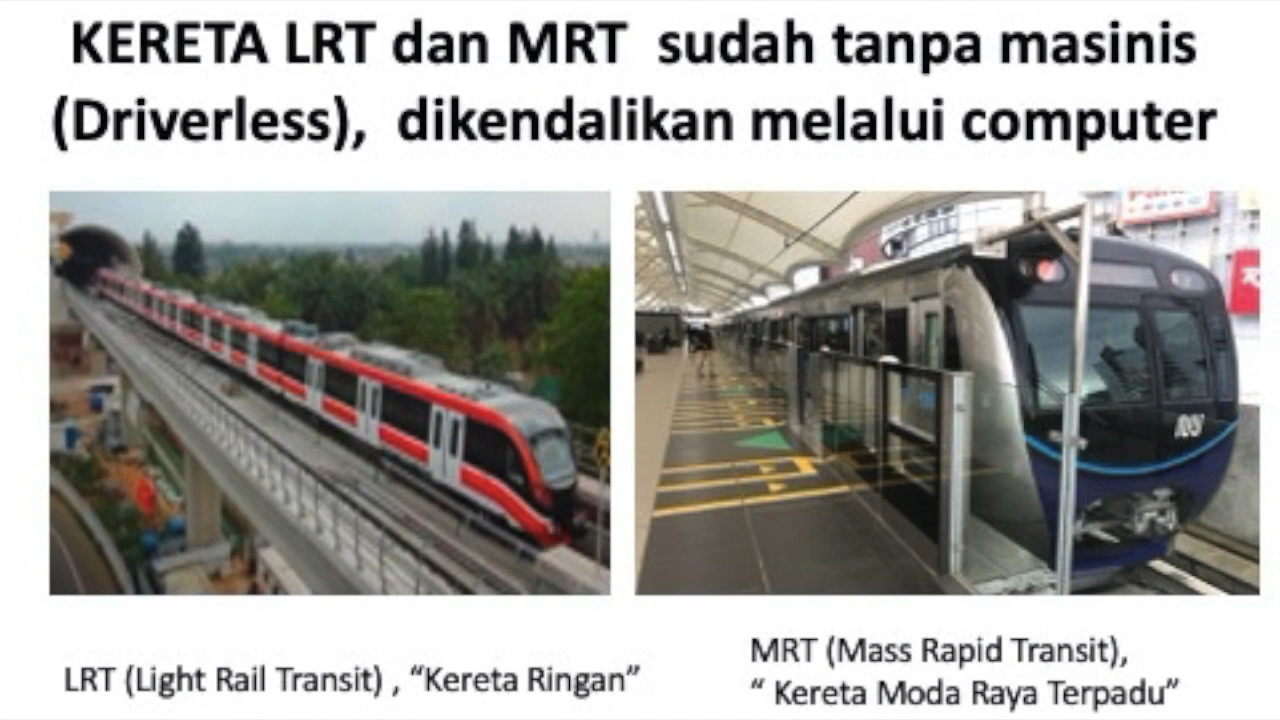 KERETA LRT dan MRT sudah tanpa masinis
(Driverless), dikendalikan melalui computer
LRT (Light Rail Transit) , “Kereta Ringan”
MRT (Mass Rapid Transit),
“ Kereta Moda Raya Terpadu”